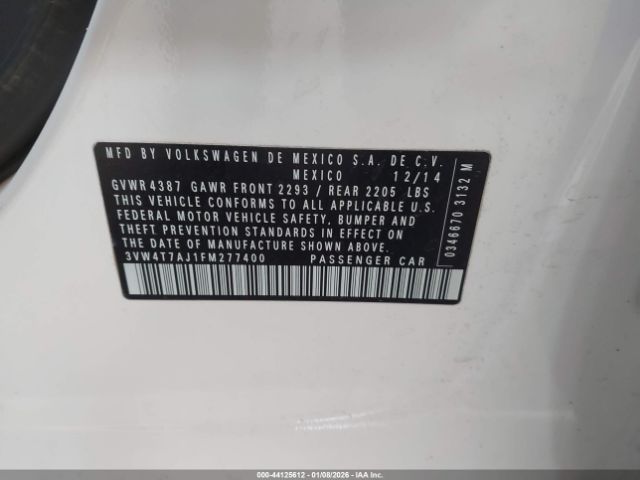 MFD BY VOLKSWAGEN DE MEXICO S.A. DE C.V.
MEXICO 12/14
GVWR 4387 GAWR FRONT 2293 / REAR 2205 LBS
THIS VEHICLE CONFORMS TO ALL APPLICABLE U.S.
FEDERAL MOTOR VEHICLE SAFETY, BUMPER AND
THEFT PREVENTION STANDARDS IN EFFECT ON
THE DATE OF MANUFACTURE SHOWN ABOVE.
3VW4T7AJ1FM277400 PASSENGER CAR
0346670 3132 M
000-44125612 | 01/08/2026 - COPART.COM